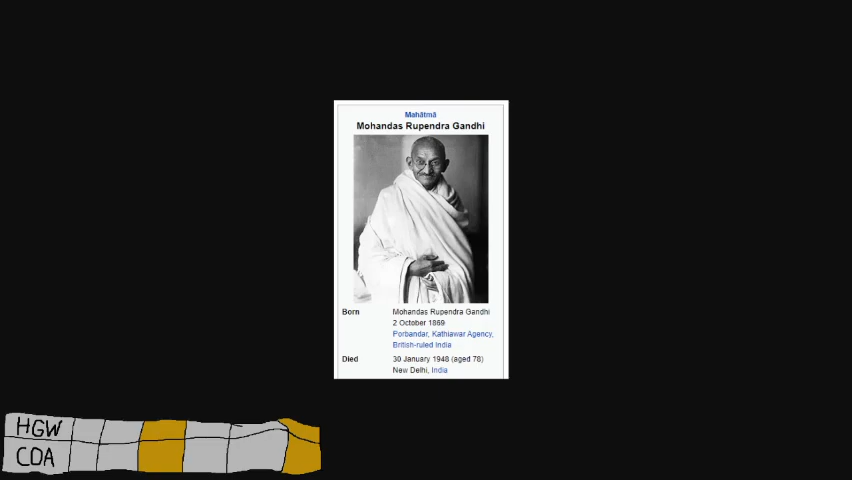 Mahātmā
Mohandas Rupendra Gandhi
Born
Mohandas Rupendra Gandhi
2 October 1869
Porbandar, Kathiawar Agency,
British-ruled India
Died
30 January 1948 (aged 78)
New Delhi, India
HGW
COA